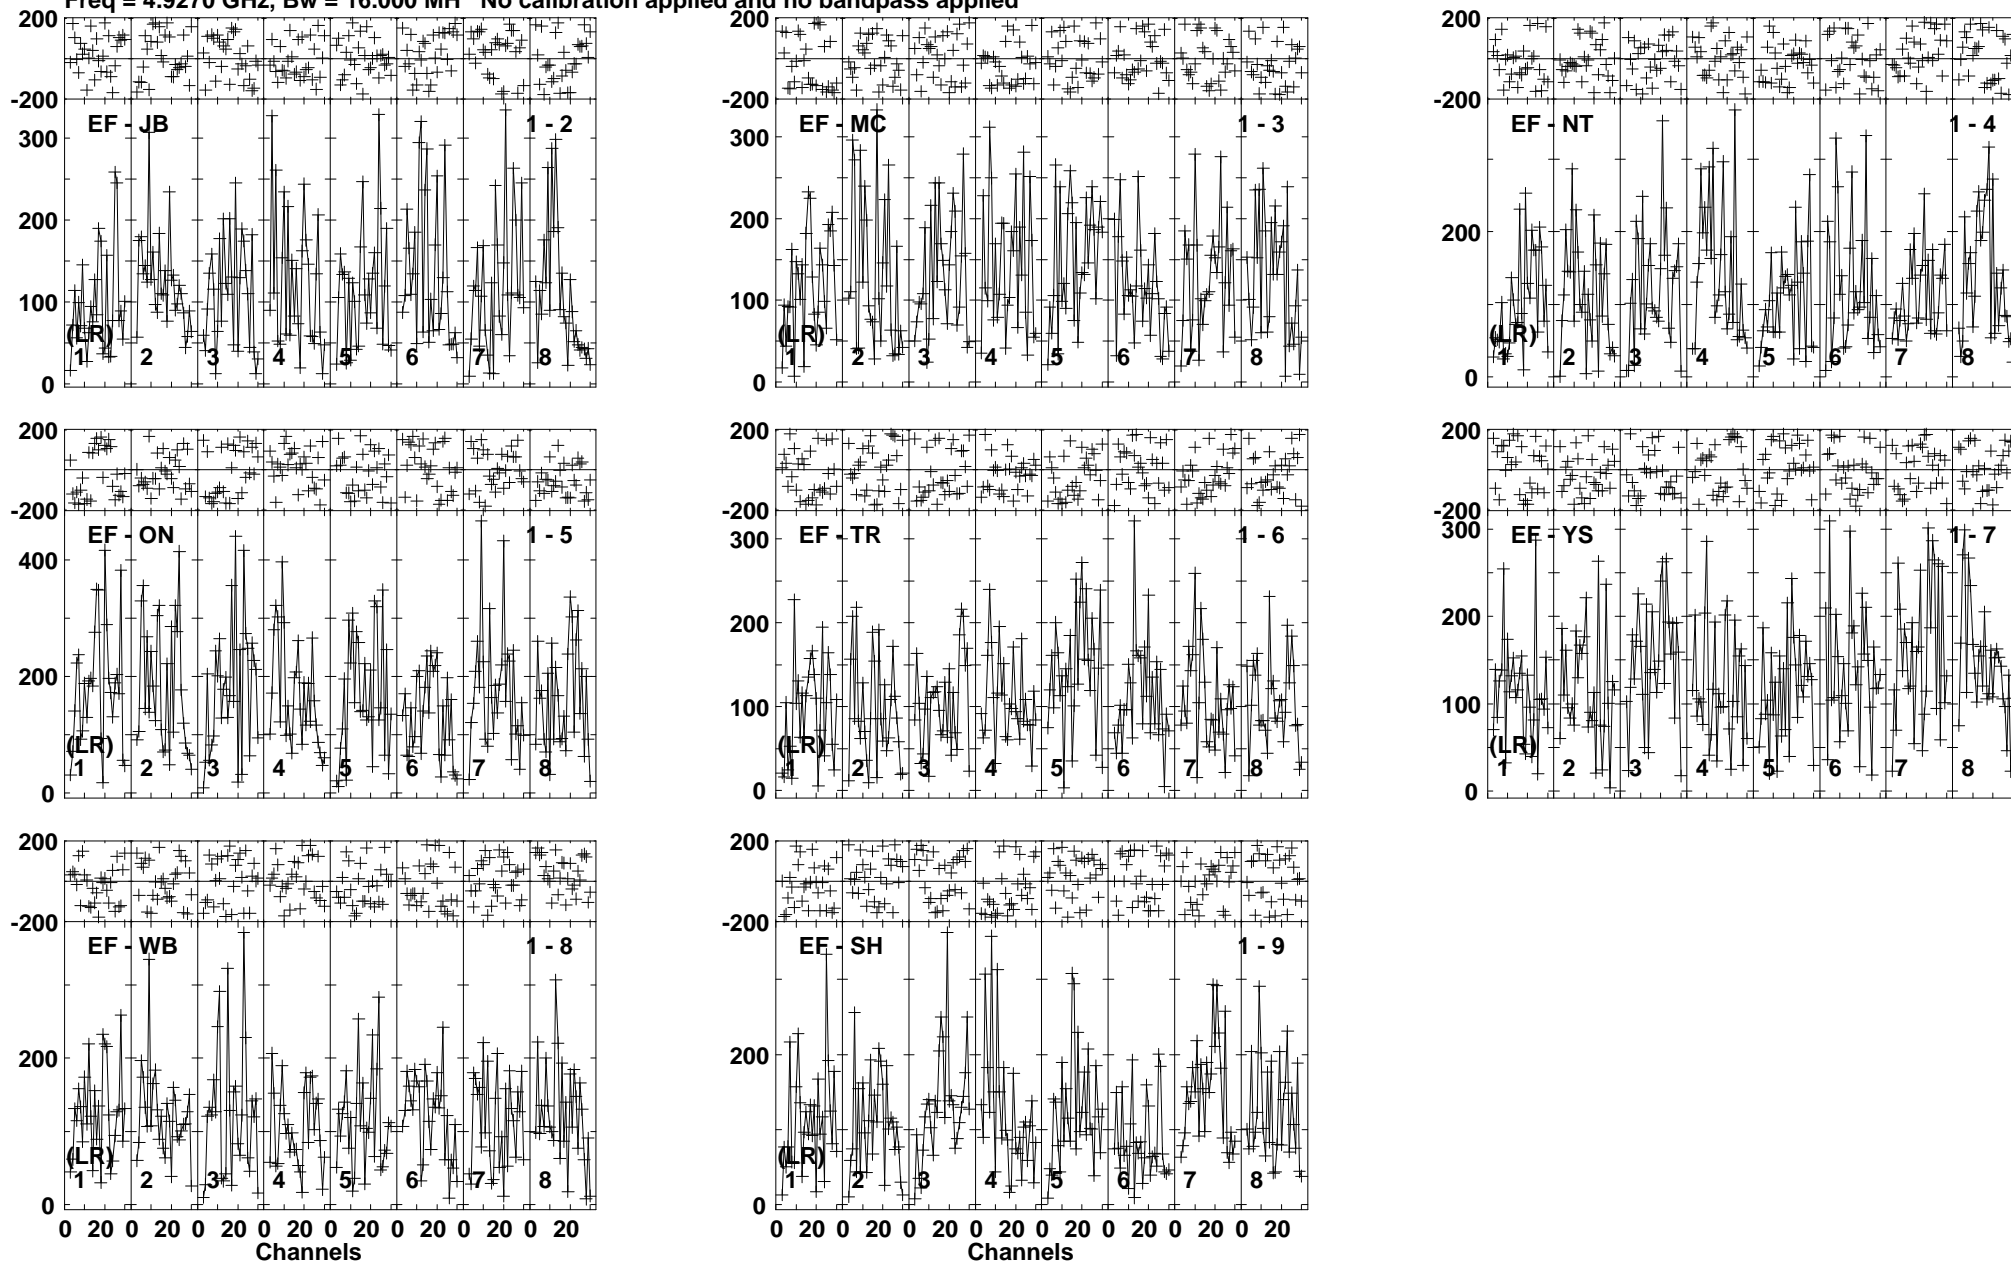 Freq = 4.9270 GHz, Bw = 16.000 MH No calibration applied and no bandpass applied
200 200 200
-200 -200 -200
EF - JB 1 - 2 EF - MC 1 - 3 EF - NT 1 - 4
300 300
200 200 200
100 100
(LR) (LR) (LR)
1 2 3 4 5 6 7 8 1 2 3 4 5 6 7 8 1 2 3 4 5 6 7 8
0 0 0
200 200 200
-200 -200 -200
EF - ON 1 - 5 EF - TR 1 - 6 EF - YS 1 - 7
400 300 300
200 200 200
100 100
(LR) (LR) (LR)
1 2 3 4 5 6 7 8 1 2 3 4 5 6 7 8 1 2 3 4 5 6 7 8
0 0 0
200 200
-200 -200
EF - WB 1 - 8 EF - SH 1 - 9
200 200
(LR) (LR)
1 2 3 4 5 6 7 8 1 2 3 4 5 6 7 8
0 0
0 20 0 20 0 20 0 20 0 20 0 20 0 20 0 20 0 20 0 20 0 20 0 20 0 20 0 20 0 20 0 20
Channels Channels